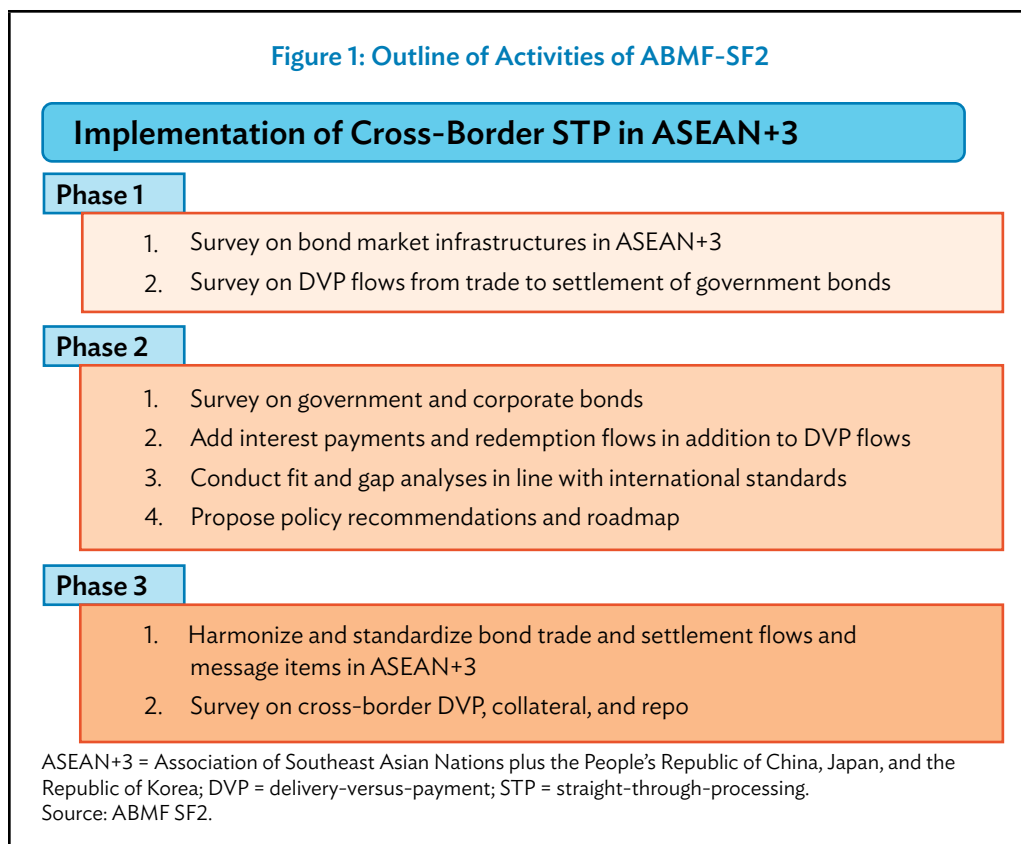 Figure 1: Outline of Activities of ABMF-SF2
Implementation of Cross-Border STP in ASEAN+3
Phase 1
1. Survey on bond market infrastructures in ASEAN+3
2. Survey on DVP flows from trade to settlement of government bonds
Phase 2
1. Survey on government and corporate bonds
2. Add interest payments and redemption flows in addition to DVP flows
3. Conduct fit and gap analyses in line with international standards
4. Propose policy recommendations and roadmap
Phase 3
1. Harmonize and standardize bond trade and settlement flows and
message items in ASEAN+3
2. Survey on cross-border DVP, collateral, and repo
ASEAN+3 = Association of Southeast Asian Nations plus the People’s Republic of China, Japan, and the
Republic of Korea; DVP = delivery-versus-payment; STP = straight-through-processing.
Source: ABMF SF2.